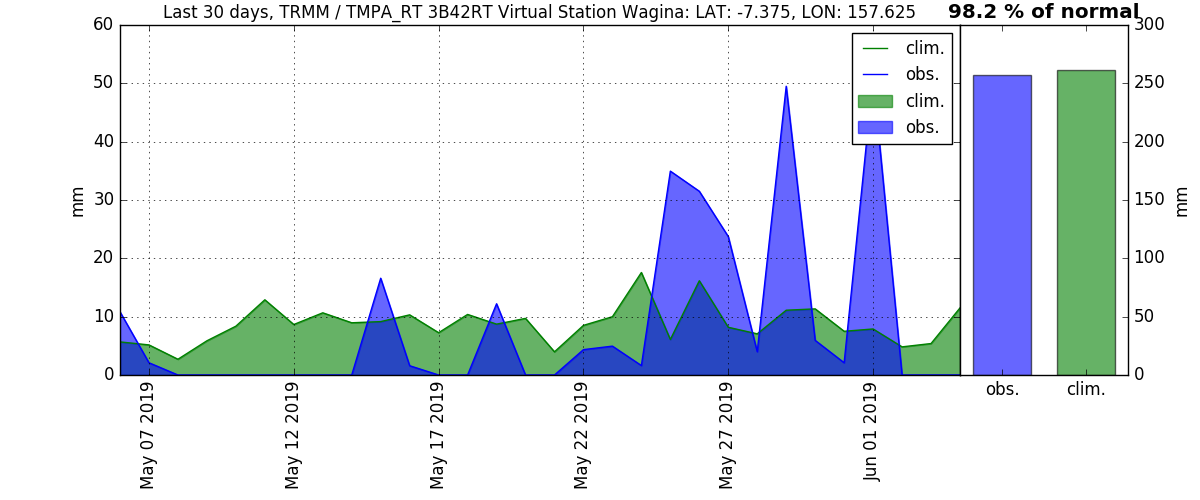 Last 30 days, TRMM / TMPA_RT 3B42RT Virtual Station Wagina: LAT: -7.375, LON: 157.625
98.2 % of normal
60
50
40
30
20
10
0
mm
clim.
obs.
clim.
obs.
300
250
200
150
100
50
0
mm
May 07 2019
May 12 2019
May 17 2019
May 22 2019
May 27 2019
Jun 01 2019
obs.
clim.